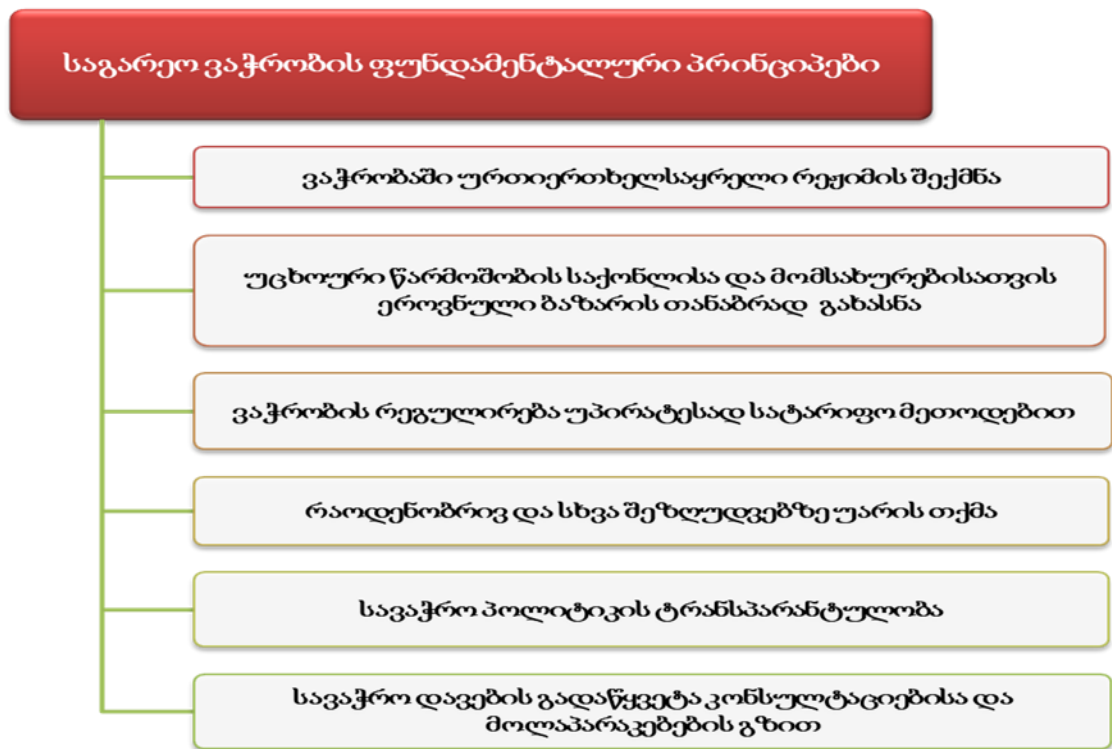 საგარეო ვაჭრობის ფუნდამენტალური პრინციპები
ვაჭრობაში ურთიერთხელსაყრელი რეჟიმის შექმნა
უცხოური წარმოშობის საქონლისა და მომსახურებისათვის
ეროვნული ბაზარის თანაბრად გახასნა
ვაჭრობის რეგულირება უპირატესად სატარიფო მეთოდებით
რაოდენობრივ და სხვა შეზღუდვებზე უარის თქმა
სავაჭრო პოლიტიკის ტრანსპარანტულობა
სავაჭრო დავების გადაწყვეტა კონსულტაციებისა და
მოლაპარაკებების გზით